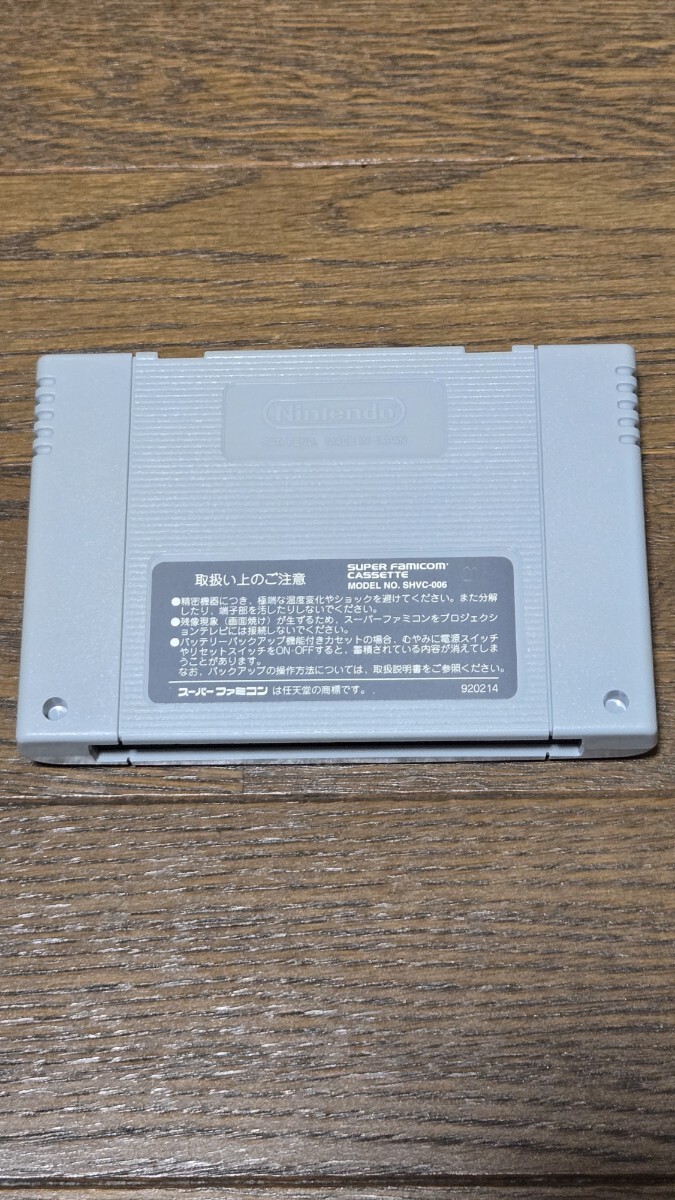 Nintendo
取扱い上のご注意
SUPER FAMICOM
CASSETTE
MODEL NO. SHVC-006
●精密機器につき、極端な温度変化やショックを避けてください。また分解
したり、端子部を汚したりしないでください。
●残像現象（画面焼け）が生ずるため、スーパーファミコンをプロジェクシ
ョンテレビには接続しないでください。
●バッテリーバックアップ機能付きカセットの場合、むやみに電源スイッチ
やリセットスイッチをON-OFFすると、蓄積されている内容が消えてしま
うことがあります。
なお、バックアップの操作方法については、取扱説明書をご参照ください。
スーパーファミコン は任天堂の商標です。
920214